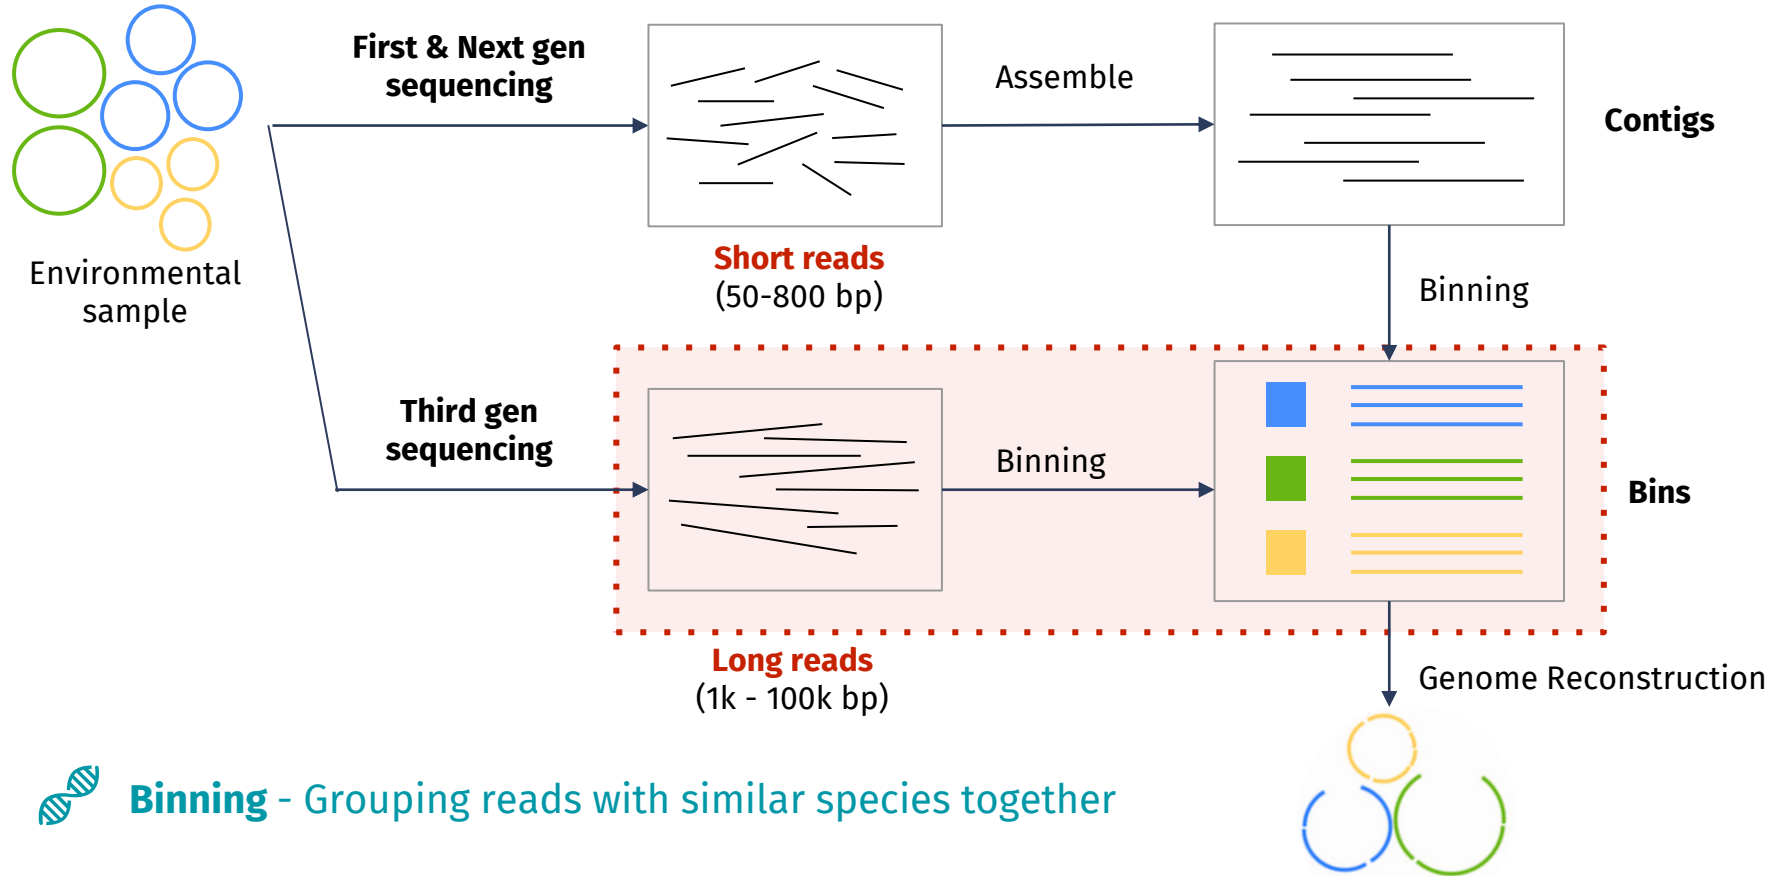 First & Next gen
sequencing
Assemble
Contigs
Environmental
sample
Short reads
(50-800 bp)
Binning
Third gen
sequencing
Binning
Bins
Long reads
(1k - 100k bp)
Genome Reconstruction
Binning - Grouping reads with similar species together